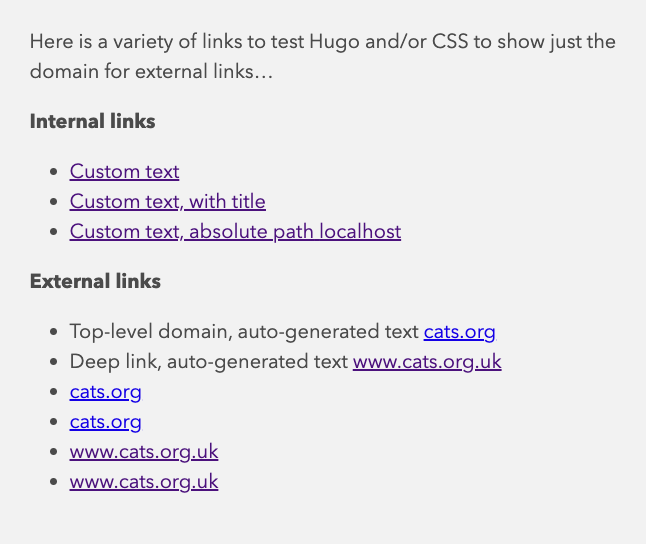 Here is a variety of links to test Hugo and/or CSS to show just the
domain for external links…
Internal links
Custom text
Custom text, with title
Custom text, absolute path localhost
External links
Top-level domain, auto-generated text cats.org
Deep link, auto-generated text www.cats.org.uk
cats.org
cats.org
www.cats.org.uk
www.cats.org.uk